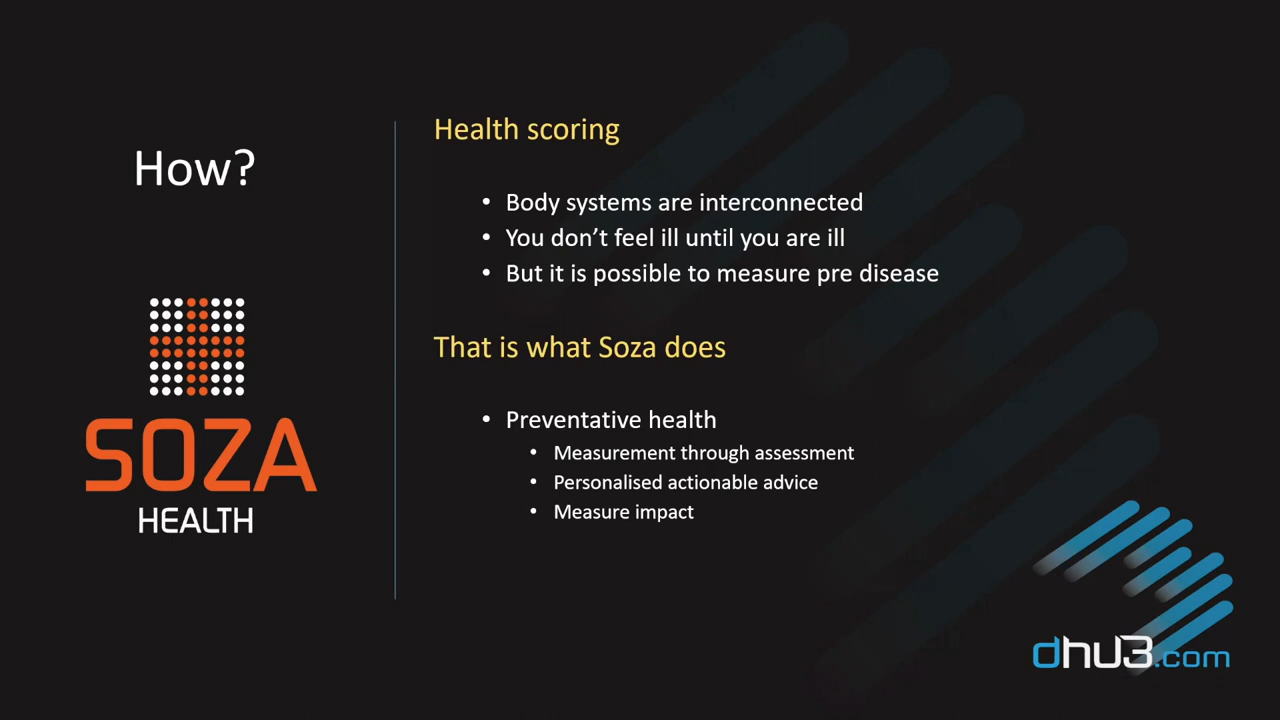 How?
SOZA
HEALTH
Health scoring
• Body systems are interconnected
• You don’t feel ill until you are ill
• But it is possible to measure pre disease
That is what Soza does
• Preventative health
• Measurement through assessment
• Personalised actionable advice
• Measure impact
dhu3.com